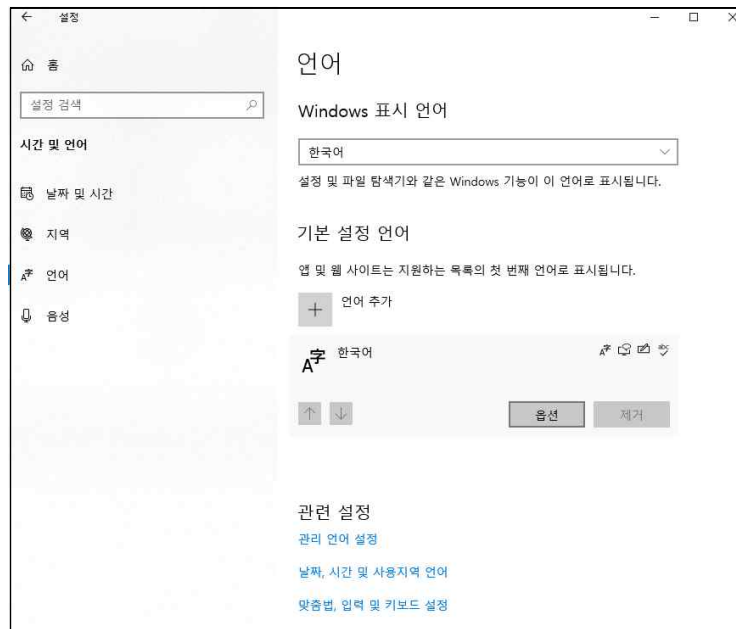 설정
홈
설정 검색
시간 및 언어
날짜 및 시간
지역
언어
음성
언어
Windows 표시 언어
한국어
설정 및 파일 탐색기와 같은 Windows 기능이 이 언어로 표시됩니다.
기본 설정 언어
앱 및 웹 사이트는 지원하는 목록의 첫 번째 언어로 표시됩니다.
언어 추가
한국어
옵션
제거
관련 설정
관리 언어 설정
날짜, 시간 및 사용지역 언어
맞춤법, 입력 및 키보드 설정